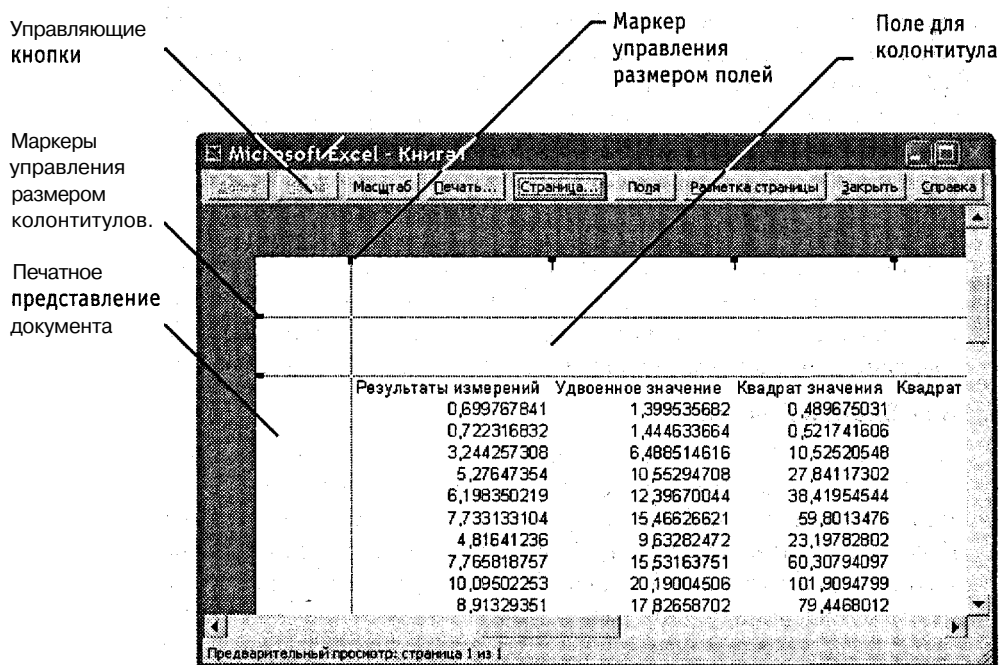 Управляющие
кнопки
Маркер
управления
размером полей
Поле для
колонтитула
Маркеры
управления
размером
колонтитулов.
Печатное
представление
документа
Microsoft Excel - Книга1
Масштаб Печать... Страница... Поля Разметка страницы Закрыть Справка
Результаты измерений Удвоенное значение Квадрат значения Квадрат
0,699767841 1,399535682 0,489675031
0,722316832 1,444633664 0,521741606
3,244257308 6,488514616 10,52520548
5,27647354 10,55294708 27,84117302
6,198350219 12,39670044 38,41954544
7,733133104 15,46626621 59,8013476
4,81641236 9,63282472 23,19782802
7,765818757 15,53163751 60,30794097
10,09502253 20,19004506 101,9094799
8,91329351 17,82658702 79,4468012
Предварительный просмотр: страница 1 из 1